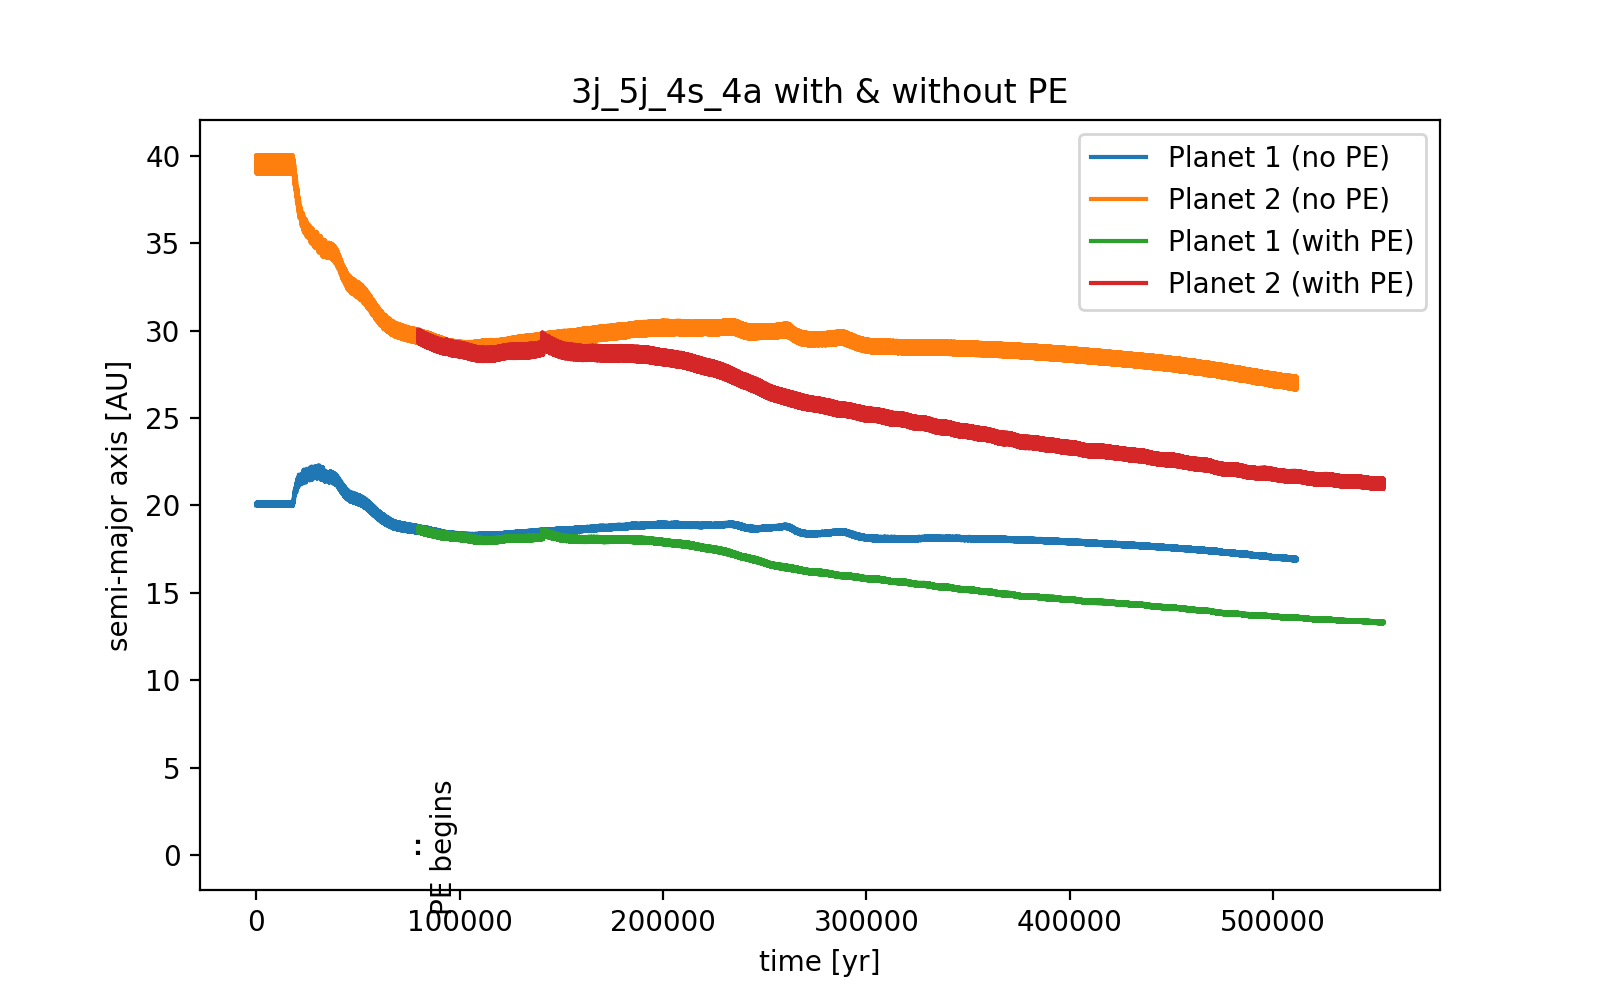 3j_5j_4s_4a with & without PE
Planet 1 (no PE)
Planet 2 (no PE)
Planet 1 (with PE)
Planet 2 (with PE)
semi-major axis [AU]
40
35
30
25
20
15
10
5
0
PE begins
0
100000
200000
300000
400000
500000
time [yr]